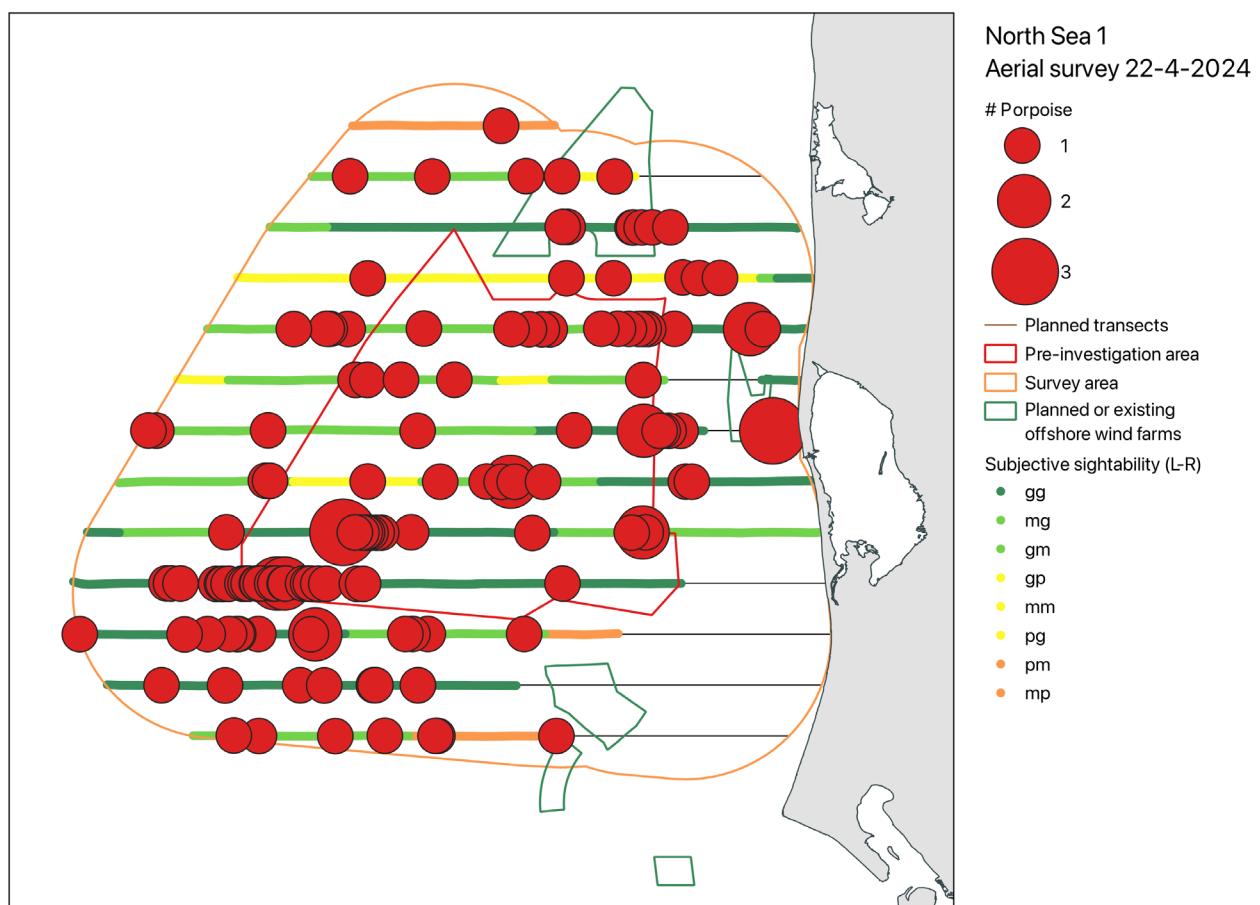 North Sea 1
Aerial survey 22-4-2024
# Porpoise
1
2
3
Planned transects
Pre-investigation area
Survey area
Planned or existing
offshore wind farms
Subjective sightability (L-R)
gg
mg
gm
gp
mm
pg
pm
mp